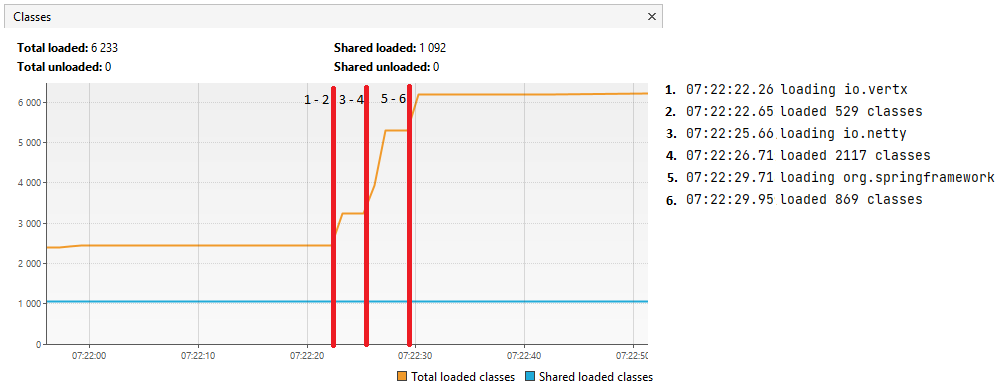 Classes
Total loaded: 6 233
Shared loaded: 1 092
Total unloaded: 0
Shared unloaded: 0
6 000
5 000
4 000
3 000
2 000
1 000
0
1 - 2
3 - 4
5 - 6
07:22:00
07:22:10
07:22:20
07:22:30
07:22:40
07:22:50
Total loaded classes
Shared loaded classes
1. 07:22:22.26 loading io.vertx
2. 07:22:22.65 loaded 529 classes
3. 07:22:25.66 loading io.netty
4. 07:22:26.71 loaded 2117 classes
5. 07:22:29.71 loading org.springframework
6. 07:22:29.95 loaded 869 classes